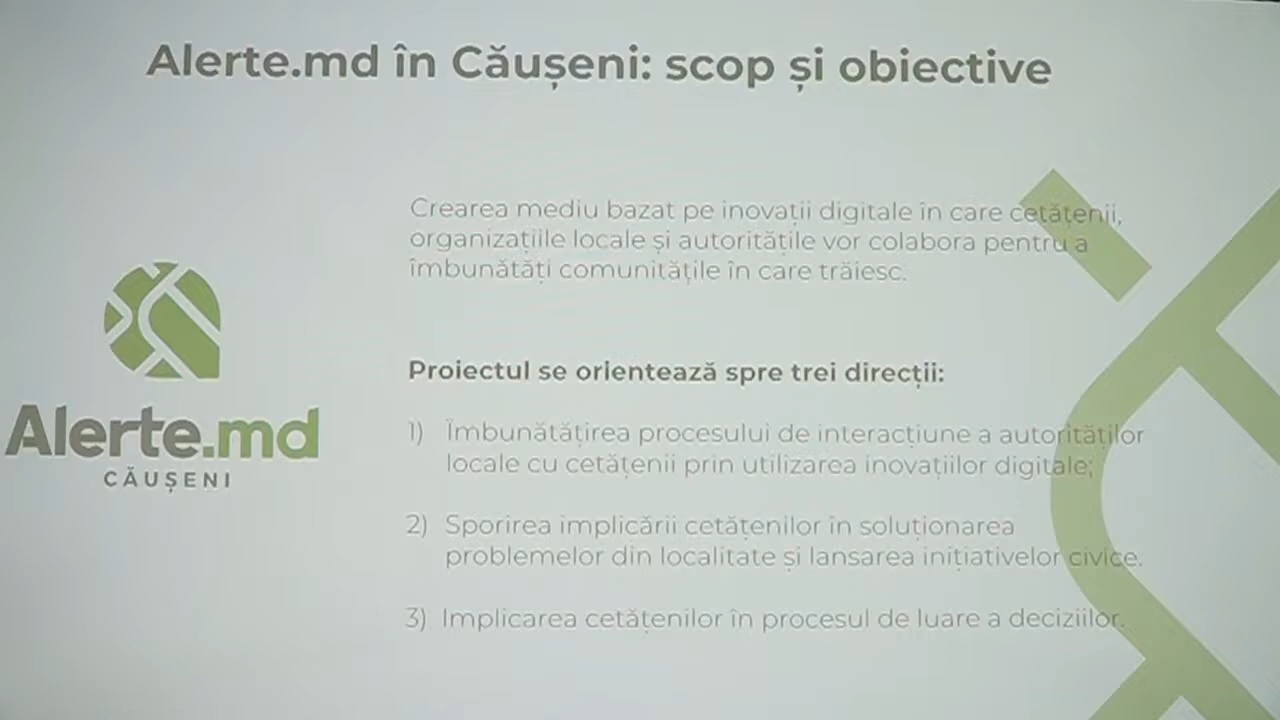 Alerte.md în Căușeni: scop și obiective
Crearea mediu bazat pe inovații digitale în care cetățenii,
organizațiile locale și autoritățile vor colabora pentru a
îmbunătăți comunitățile în care trăiesc.
Alerte.md
CĂUȘENI
Proiectul se orientează spre trei direcții:
1) Îmbunătățirea procesului de interacțiune a autorităților
locale cu cetățenii prin utilizarea inovațiilor digitale;
2) Sporirea implicării cetățenilor în soluționarea
problemelor din localitate și lansarea inițiativelor civice.
3) Implicarea cetățenilor în procesul de luare a deciziilor.